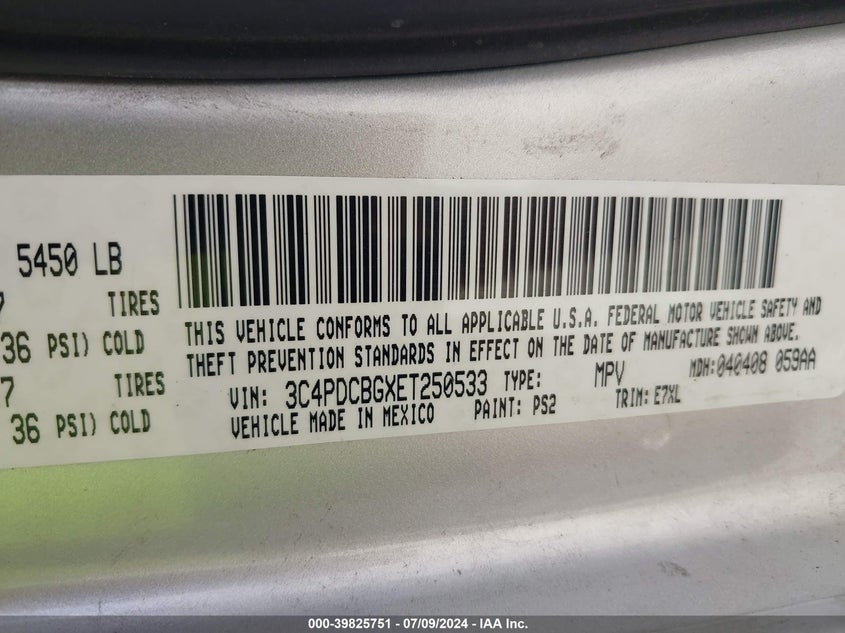 5450 LB
7 TIRES
36 PSI) COLD
7 TIRES
36 PSI) COLD
THIS VEHICLE CONFORMS TO ALL APPLICABLE U.S.A. FEDERAL MOTOR VEHICLE SAFETY AND
THEFT PREVENTION STANDARDS IN EFFECT ON THE DATE OF MANUFACTURE SHOWN ABOVE.
VIN: 3C4PDCBGXET250533 TYPE: MPV MDH:040408 059AA
VEHICLE MADE IN MEXICO PAINT: PS2 TRIM: E7XL
000-39825751 - 07/09/2024 - IAA Inc.